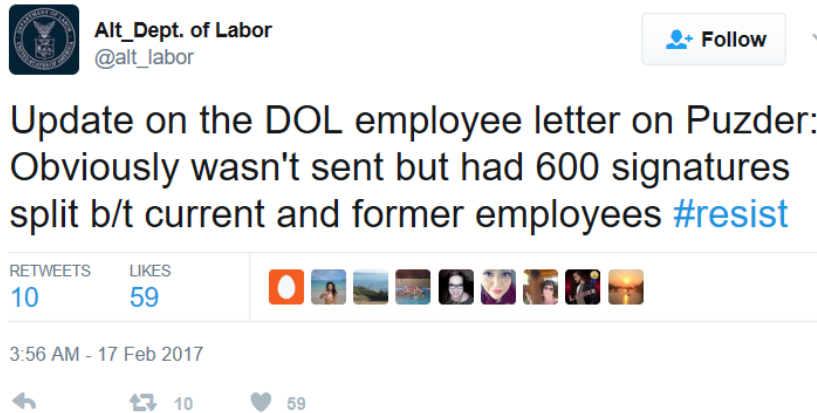 Alt_Dept. of Labor
@alt_labor
Follow
Update on the DOL employee letter on Puzder:
Obviously wasn't sent but had 600 signatures
split b/t current and former employees #resist
RETWEETS LIKES
10 59
3:56 AM - 17 Feb 2017
10 59